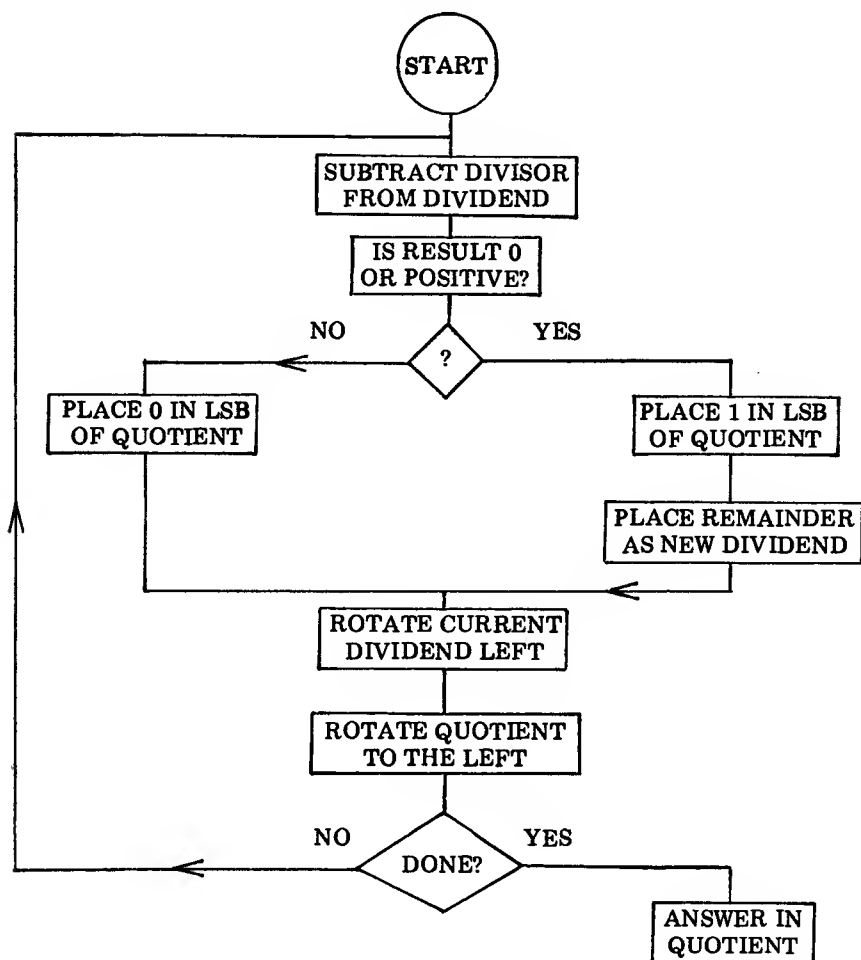 START
SUBTRACT DIVISOR
FROM DIVIDEND
IS RESULT 0
OR POSITIVE?
NO
YES
?
PLACE 0 IN LSB
OF QUOTIENT
PLACE 1 IN LSB
OF QUOTIENT
PLACE REMAINDER
AS NEW DIVIDEND
ROTATE CURRENT
DIVIDEND LEFT
ROTATE QUOTIENT
TO THE LEFT
NO
YES
DONE?
ANSWER IN
QUOTIENT